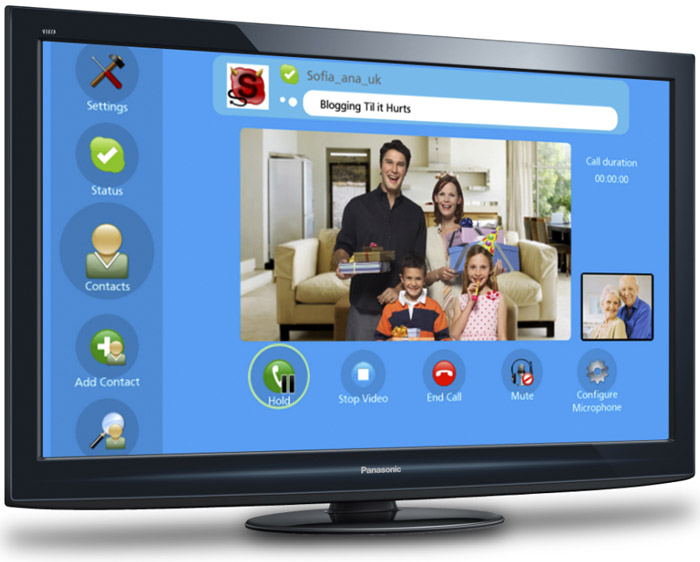 VIERA
Settings
Status
Contacts
Add Contact
Sofia_ana_uk
S
Blogging Til it Hurts
Call duration
00:00:00
Hold
Stop Video
End Call
Mute
Configure
Microphone
Panasonic